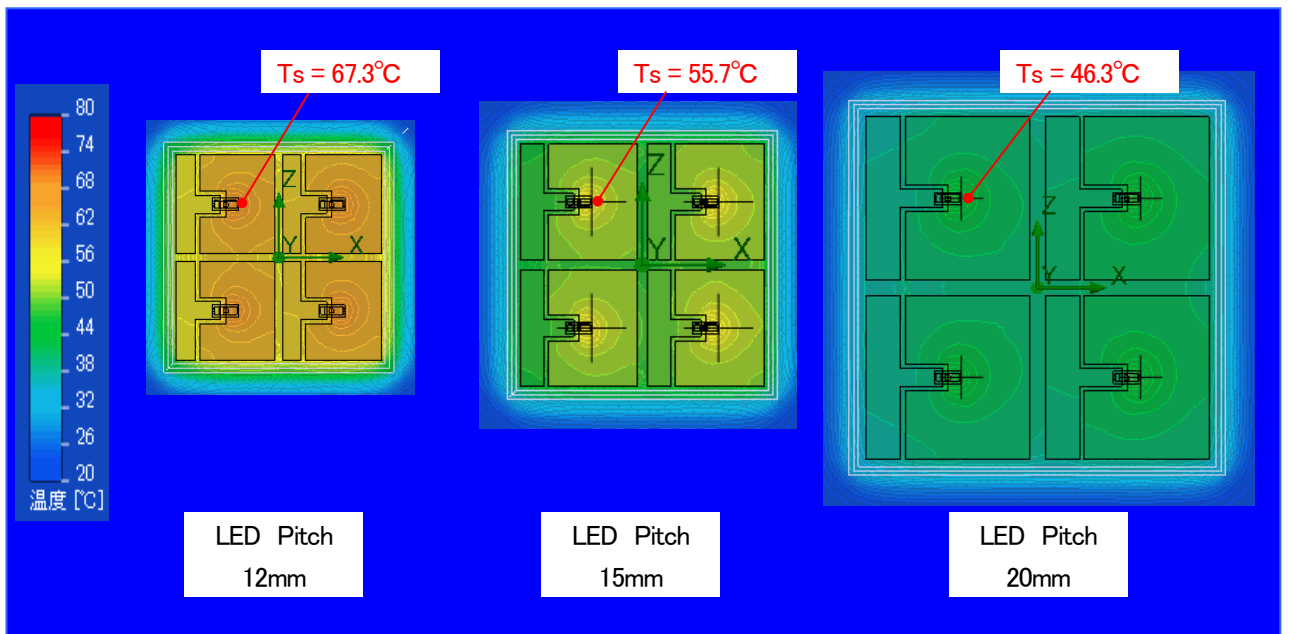 Ts = 67.3℃
Ts = 55.7℃
Ts = 46.3℃
80
74
68
62
56
50
44
38
32
26
20
温度 [℃]
Z
Y
X
Z
Y
X
Z
Y
X
LED Pitch
12mm
LED Pitch
15mm
LED Pitch
20mm